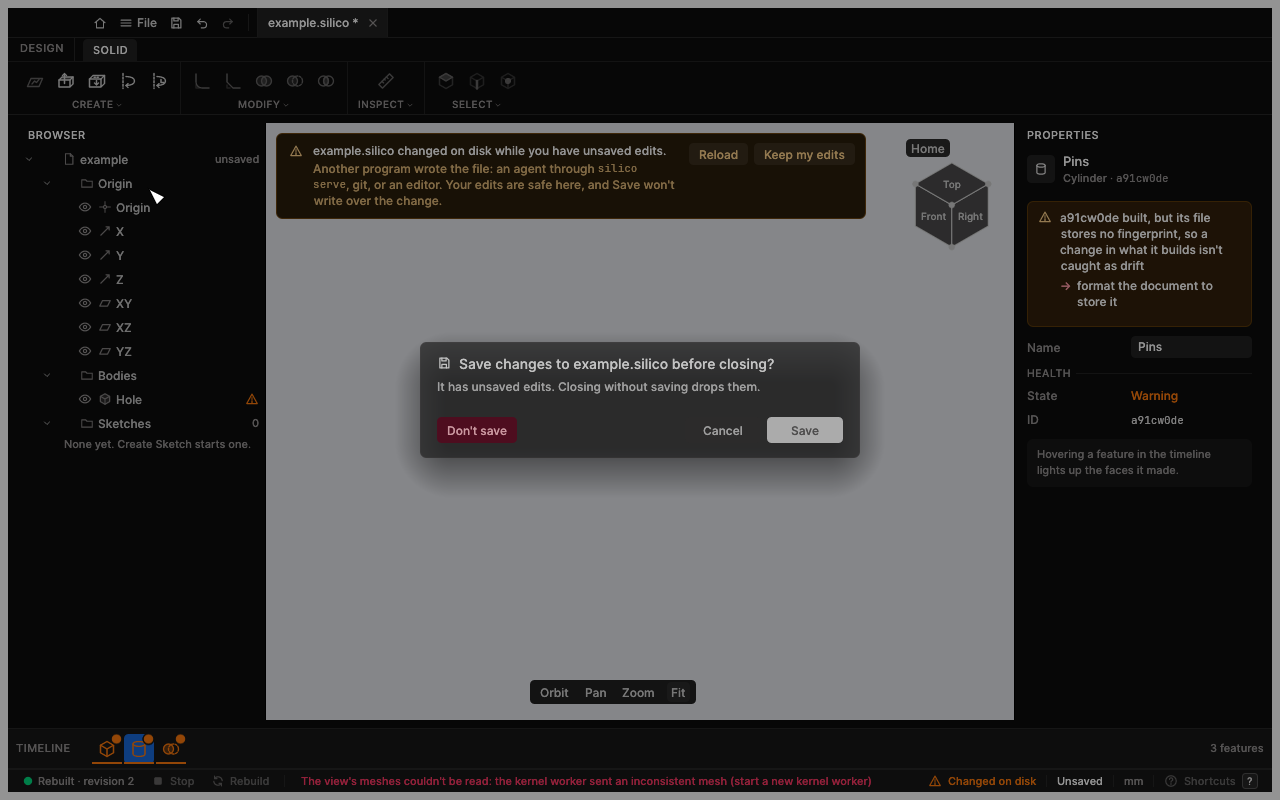 File
example.silico *
DESIGN
SOLID
CREATE
MODIFY
INSPECT
SELECT
BROWSER
example
unsaved
Origin
Origin
X
Y
Z
XY
XZ
YZ
Bodies
Hole
Sketches
0
None yet. Create Sketch starts one.
example.silico changed on disk while you have unsaved edits.
Another program wrote the file: an agent through silico
serve, git, or an editor. Your edits are safe here, and Save won't
write over the change.
Reload
Keep my edits
Home
Top
Front
Right
Save changes to example.silico before closing?
It has unsaved edits. Closing without saving drops them.
Don't save
Cancel
Save
Orbit
Pan
Zoom
Fit
PROPERTIES
Pins
Cylinder · a91cw0de
a91cw0de built, but its file
stores no fingerprint, so a
change in what it builds isn't
caught as drift
→ format the document to
store it
Name
Pins
HEALTH
State
Warning
ID
a91cw0de
Hovering a feature in the timeline
lights up the faces it made.
TIMELINE
3 features
Rebuilt · revision 2
Stop
Rebuild
The view's meshes couldn't be read: the kernel worker sent an inconsistent mesh (start a new kernel worker)
Changed on disk
Unsaved
mm
Shortcuts
?